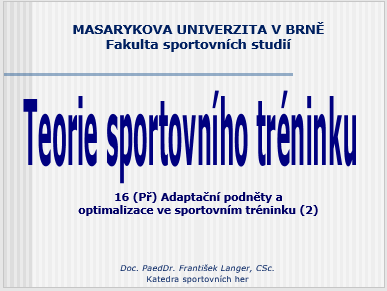 MASARYKOVA UNIVERZITA V BRNĚ
Fakulta sportovních studií
Teorie sportovního tréninku
16 (Př) Adaptační podněty a
optimalizace ve sportovním tréninku (2)
Doc. PaedDr. František Langer, CSc.
Katedra sportovních her